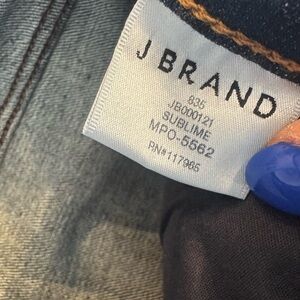 J BRAND
835
JB000121
SUBLIME
MPO-5562
RN#117965